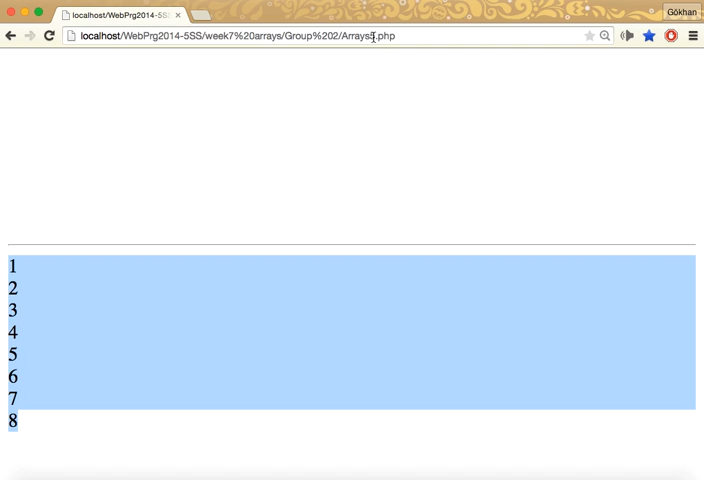 localhost/WebPrg2014-5SS
Gökhan
localhost/WebPrg2014-5SS/week7%20arrays/Group%202/Arrays5.php
1
2
3
4
5
6
7
8